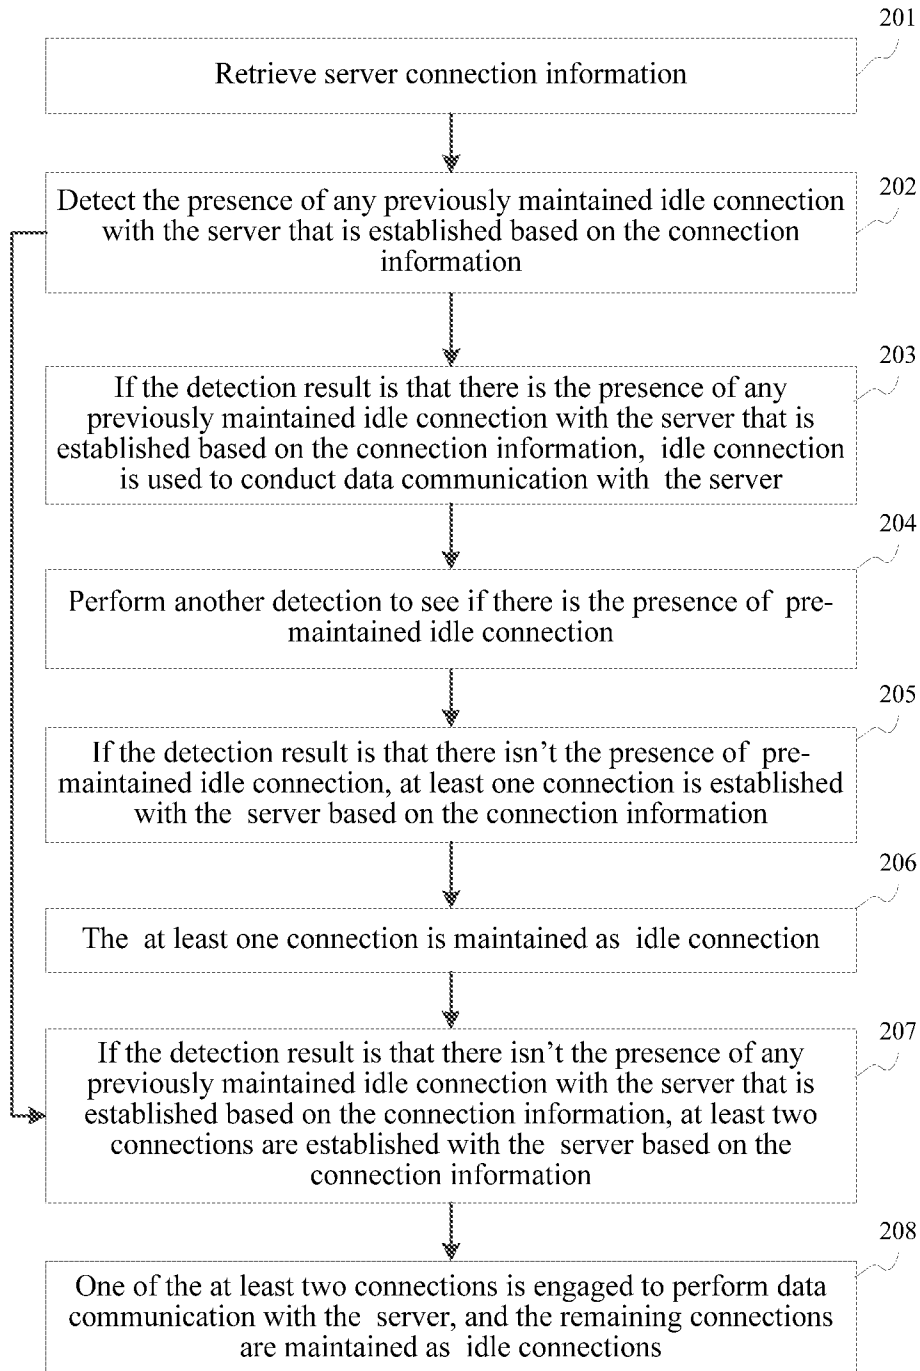 201
Retrieve server connection information
202
Detect the presence of any previously maintained idle connection
with the server that is established based on the connection
information
203
If the detection result is that there is the presence of any
previously maintained idle connection with the server that is
established based on the connection information, idle connection
is used to conduct data communication with the server
204
Perform another detection to see if there is the presence of pre-
maintained idle connection
205
If the detection result is that there isn't the presence of pre-
maintained idle connection, at least one connection is established
with the server based on the connection information
206
The at least one connection is maintained as idle connection
207
If the detection result is that there isn't the presence of any
previously maintained idle connection with the server that is
established based on the connection information, at least two
connections are established with the server based on the
connection information
208
One of the at least two connections is engaged to perform data
communication with the server, and the remaining connections
are maintained as idle connections